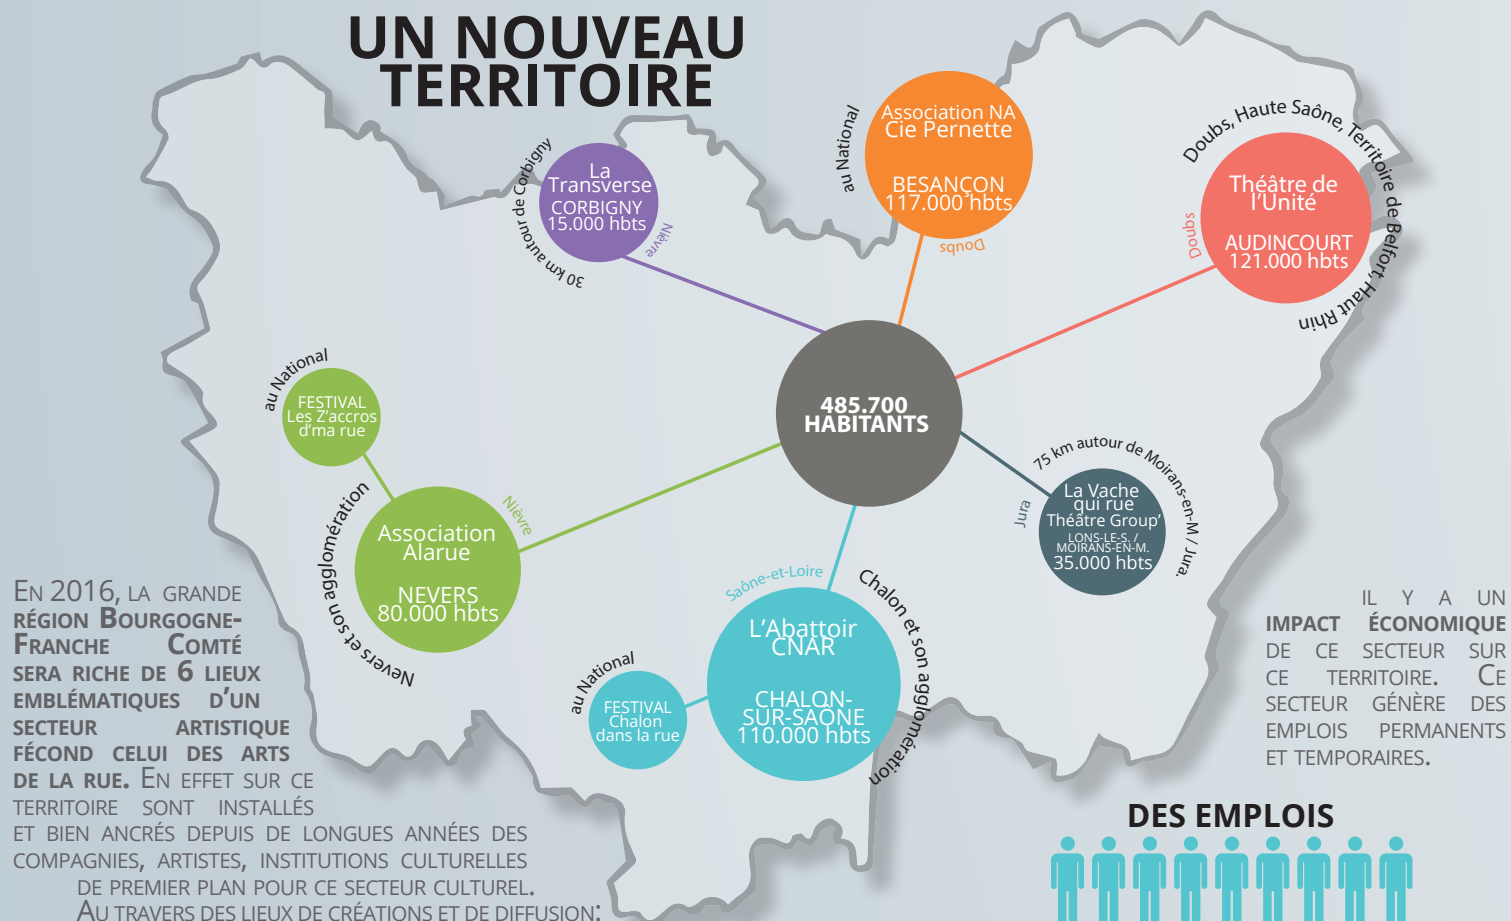 UN NOUVEAU
TERRITOIRE
30 km autour de Corbigny
La
Transverse
CORBIGNY
15.000 hbts
Nièvre
au National
Association NA
Cie Pernette
BESANÇON
117.000 hbts
Doubs
Doubs, Haute Saône, Territoire de Belfort, Haut Rhin
Théâtre de
l'Unité
AUDINCOURT
121.000 hbts
Doubs
485.700
HABITANTS
au National
FESTIVAL
Les Z'accros
d'ma rue
Nevers et son agglomération
Association
Alarue
NEVERS
80.000 hbts
Nièvre
75 km autour de Moirans-en-M / Jura.
La Vache
qui rue
Théâtre Group'
LONS-LE-S. /
MOIRANS-EN-M.
35.000 hbts
Jura
Saône-et-Loire
Chalon et son agglomération
L'Abattoir
CNAR
CHALON-
SUR-SAÔNE
110.000 hbts
au National
FESTIVAL
Chalon
dans la rue
EN 2016, LA GRANDE
RÉGION BOURGOGNE-
FRANCHE COMTÉ
SERA RICHE DE 6 LIEUX
EMBLÉMATIQUES D'UN
SECTEUR ARTISTIQUE
FÉCOND CELUI DES ARTS
DE LA RUE. EN EFFET SUR CE
TERRITOIRE SONT INSTALLÉS
ET BIEN ANCRÉS DEPUIS DE LONGUES ANNÉES DES
COMPAGNIES, ARTISTES, INSTITUTIONS CULTURELLES
DE PREMIER PLAN POUR CE SECTEUR CULTUREL.
AU TRAVERS DES LIEUX DE CRÉATIONS ET DE DIFFUSION:
IL Y A UN
IMPACT ÉCONOMIQUE
DE CE SECTEUR SUR
CE TERRITOIRE. CE
SECTEUR GÉNÈRE DES
EMPLOIS PERMANENTS
ET TEMPORAIRES.
DES EMPLOIS